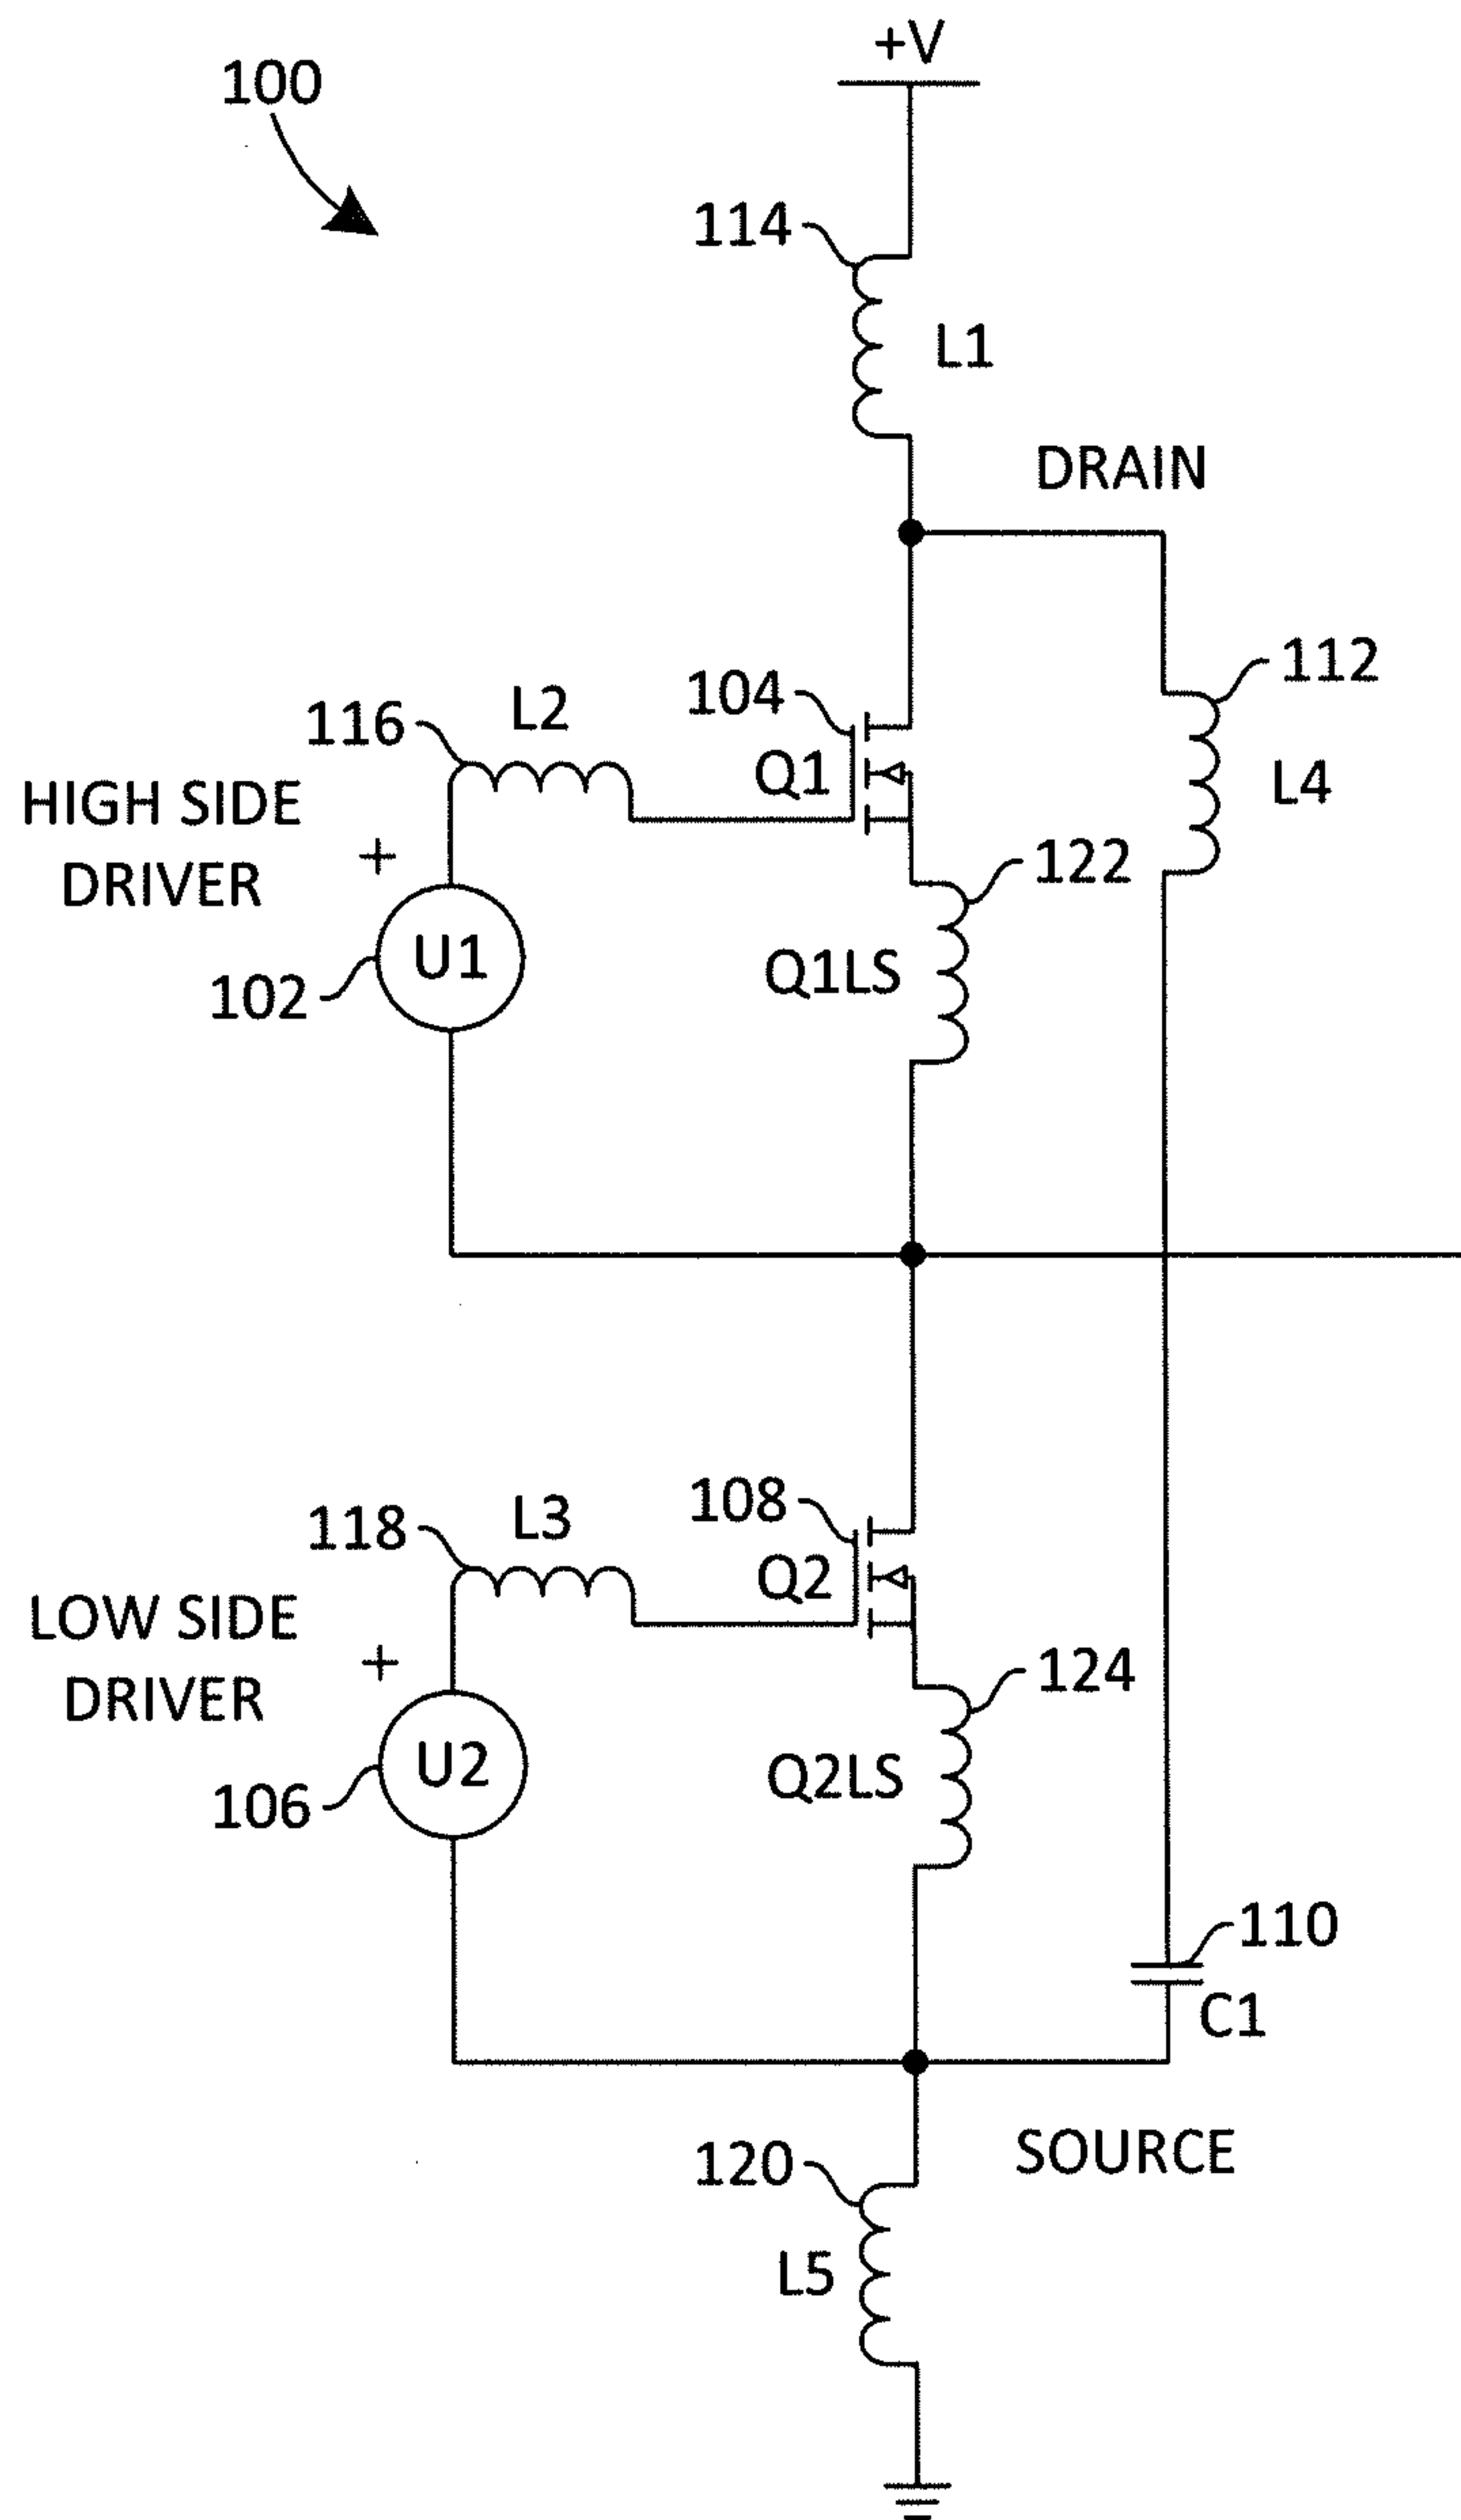 +V
100
114
L1
DRAIN
112
104
L2
116
Q1
L4
HIGH SIDE
DRIVER
+
122
U1
Q1LS
102
108
L3
118
Q2
LOW SIDE
DRIVER
+
124
U2
Q2LS
106
110
C1
SOURCE
120
L5